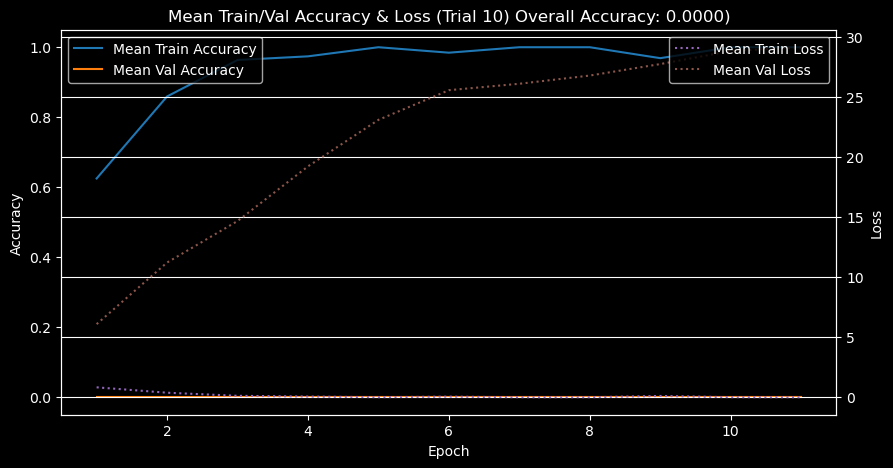 Mean Train/Val Accuracy & Loss (Trial 10) Overall Accuracy: 0.0000)
Mean Train Accuracy
Mean Val Accuracy
Mean Train Loss
Mean Val Loss
Accuracy
1.0
0.8
0.6
0.4
0.2
0.0
30
25
20
15
10
5
0
Loss
2 4 6 8 10
Epoch